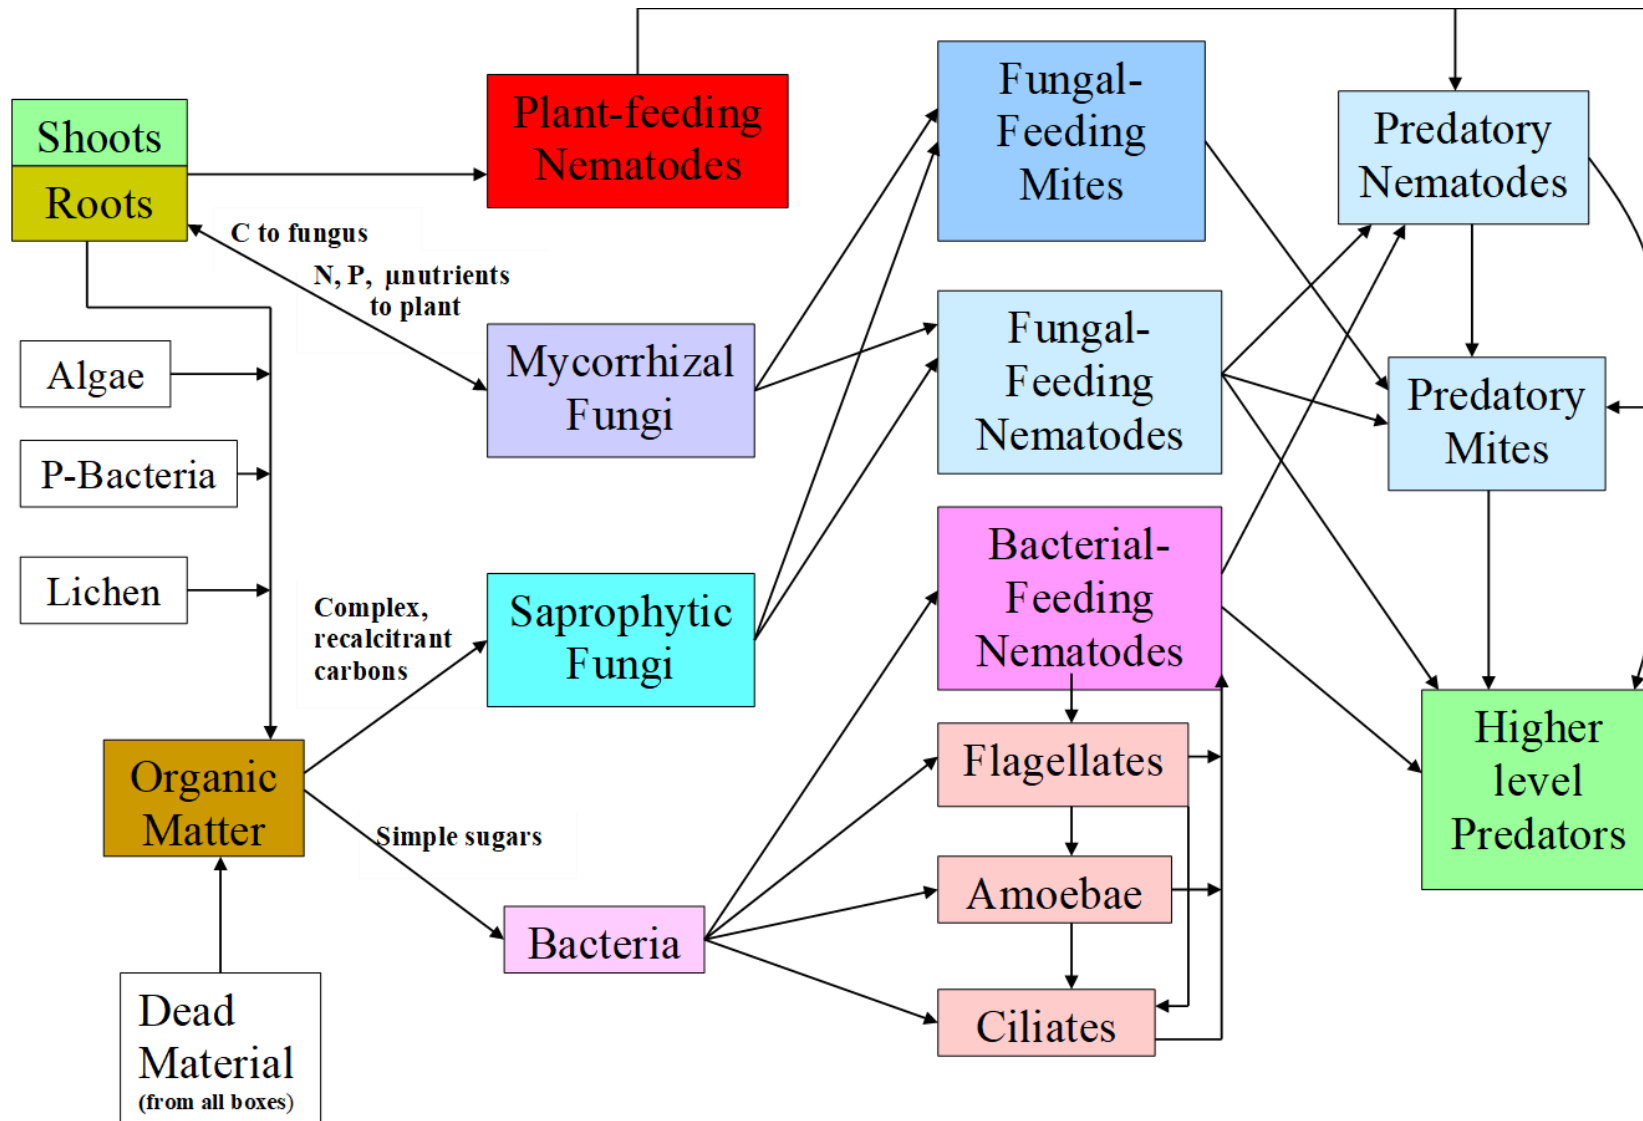 Shoots
Roots
Plant-feeding
Nematodes
Fungal-
Feeding
Mites
Predatory
Nematodes
C to fungus
N, P, μnutrients
to plant
Algae
P-Bacteria
Lichen
Mycorrhizal
Fungi
Fungal-
Feeding
Nematodes
Predatory
Mites
Complex,
recalcitrant
carbons
Saprophytic
Fungi
Bacterial-
Feeding
Nematodes
Organic
Matter
Simple sugars
Bacteria
Flagellates
Amoebae
Ciliates
Higher
level
Predators
Dead
Material
(from all boxes)